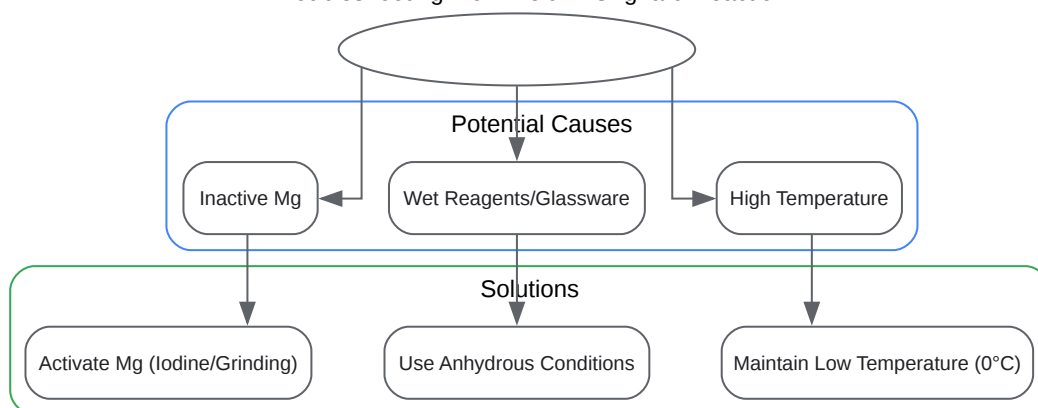 Potential Causes
Inactive Mg
Wet Reagents/Glassware
High Temperature
Solutions
Activate Mg (Iodine/Grinding)
Use Anhydrous Conditions
Maintain Low Temperature (0°C)